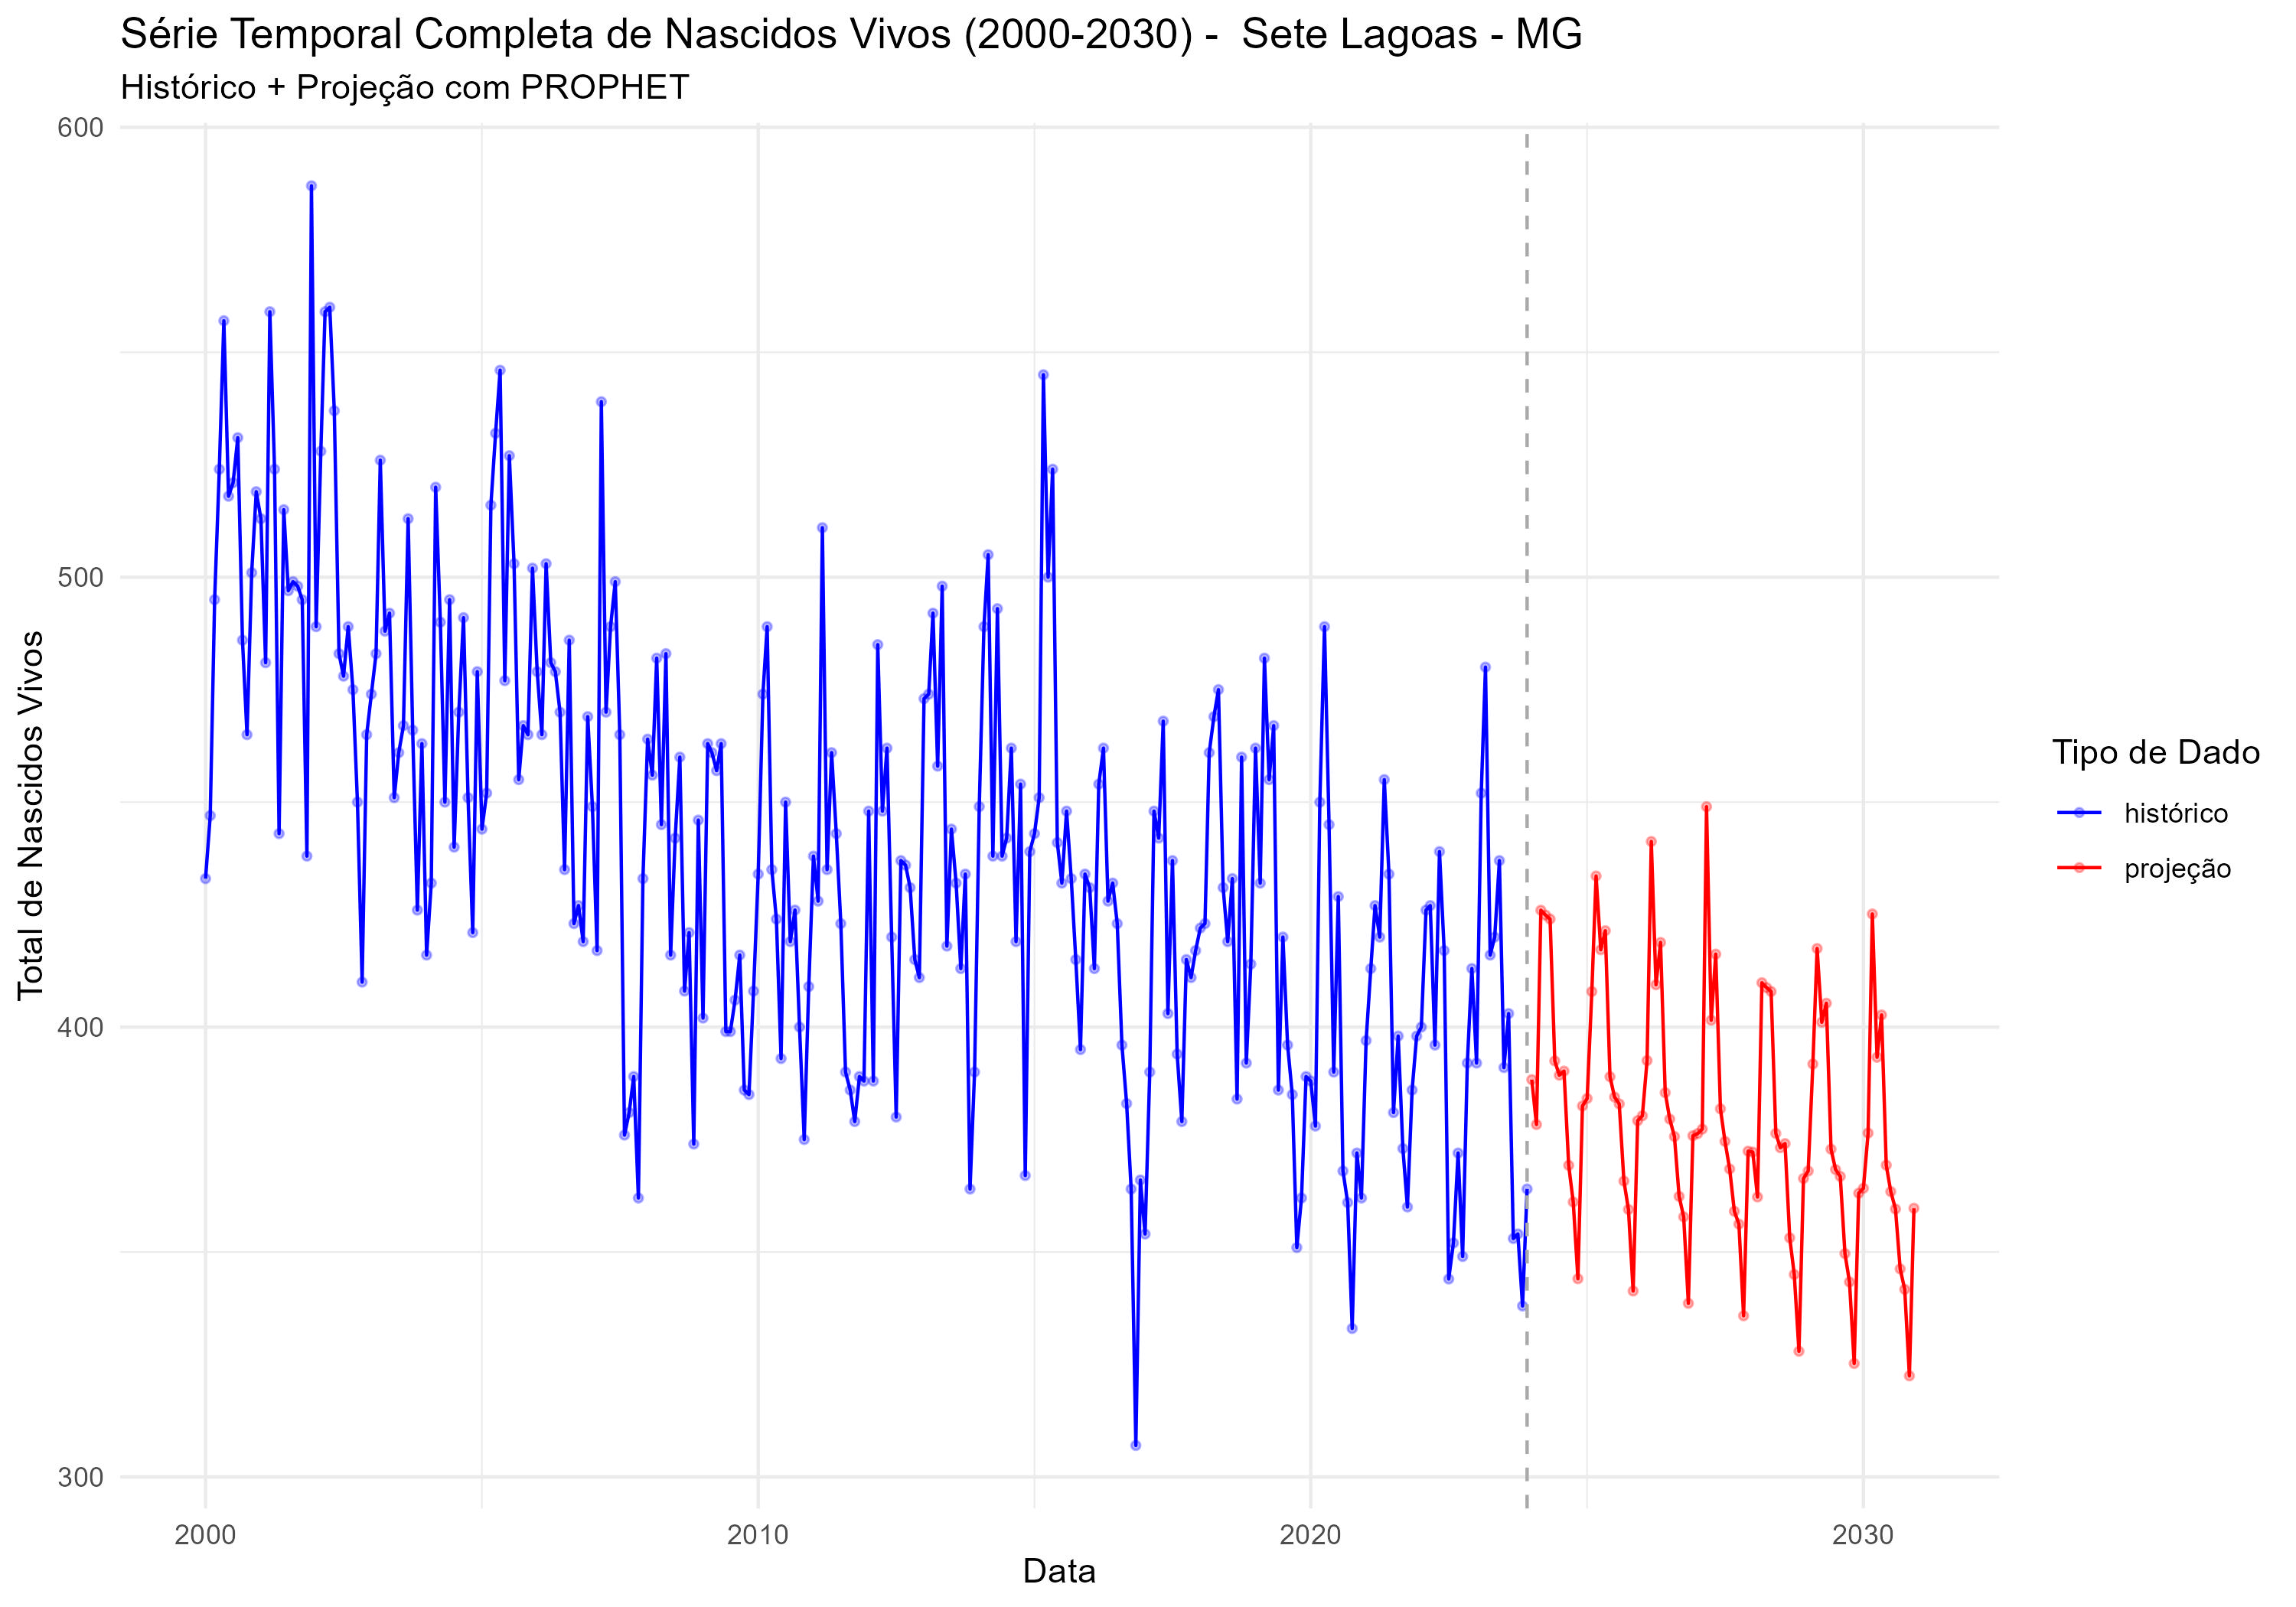 Série Temporal Completa de Nascidos Vivos (2000-2030) -  Sete Lagoas - MG
Histórico + Projeção com PROPHET
600
500
400
300
Total de Nascidos Vivos
2000
2010
2020
2030
Data
Tipo de Dado
histórico
projeção